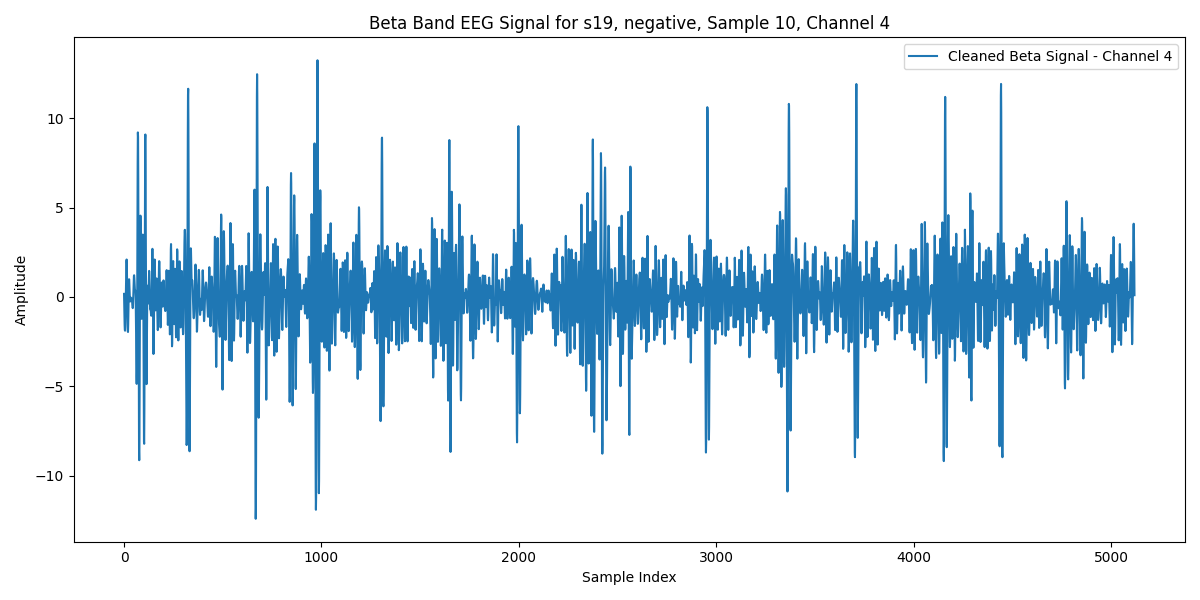 Beta Band EEG Signal for s19, negative, Sample 10, Channel 4
Cleaned Beta Signal - Channel 4
Amplitude
10
5
0
−5
−10
0 1000 2000 3000 4000 5000
Sample Index